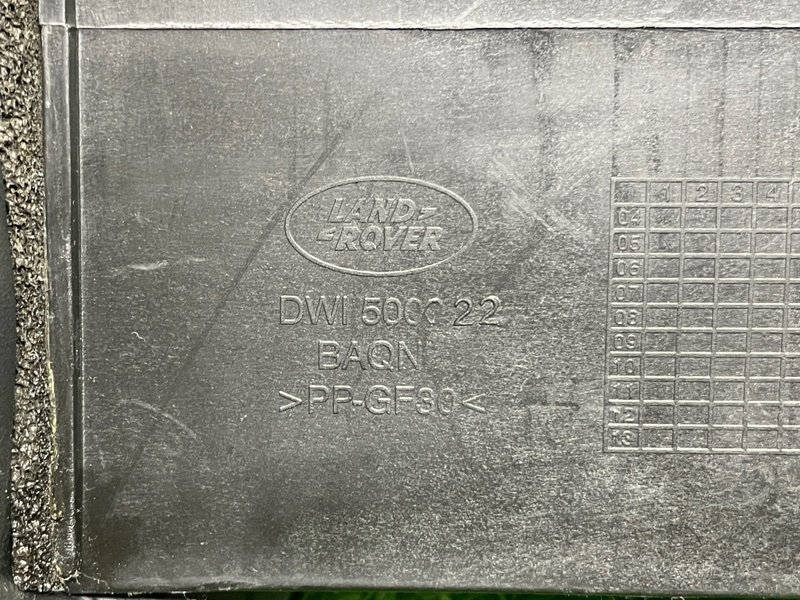 LAND
ROVER
DWI 500022
BAQN
>PP-GF30<
1 2 3 4
04
05
06
07
08
09
10
11
12
13